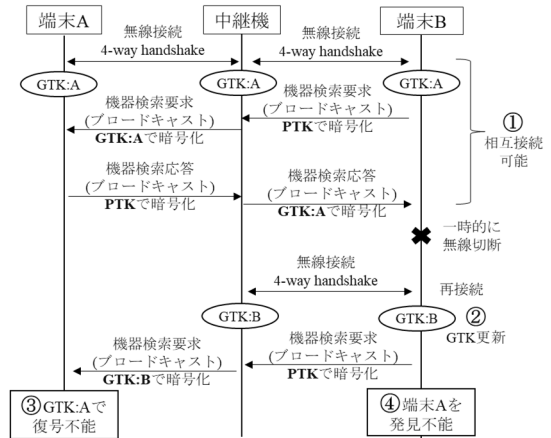 端末A 中継機 端末B
無線接続 無線接続
4-way handshake 4-way handshake
GTK:A GTK:A GTK:A
機器検索要求 機器検索要求
(ブロードキャスト) (ブロードキャスト)
GTK:Aで暗号化 PTKで暗号化
①
相互接続
可能
機器検索応答 機器検索応答
(ブロードキャスト) (ブロードキャスト)
PTKで暗号化 GTK:Aで暗号化
一時的に
無線切断
無線接続
4-way handshake 再接続
GTK:B GTK:B ②
GTK更新
機器検索要求 機器検索要求
(ブロードキャスト) (ブロードキャスト)
GTK:Bで暗号化 PTKで暗号化
③GTK:Aで
復号不能
④端末Aを
発見不能